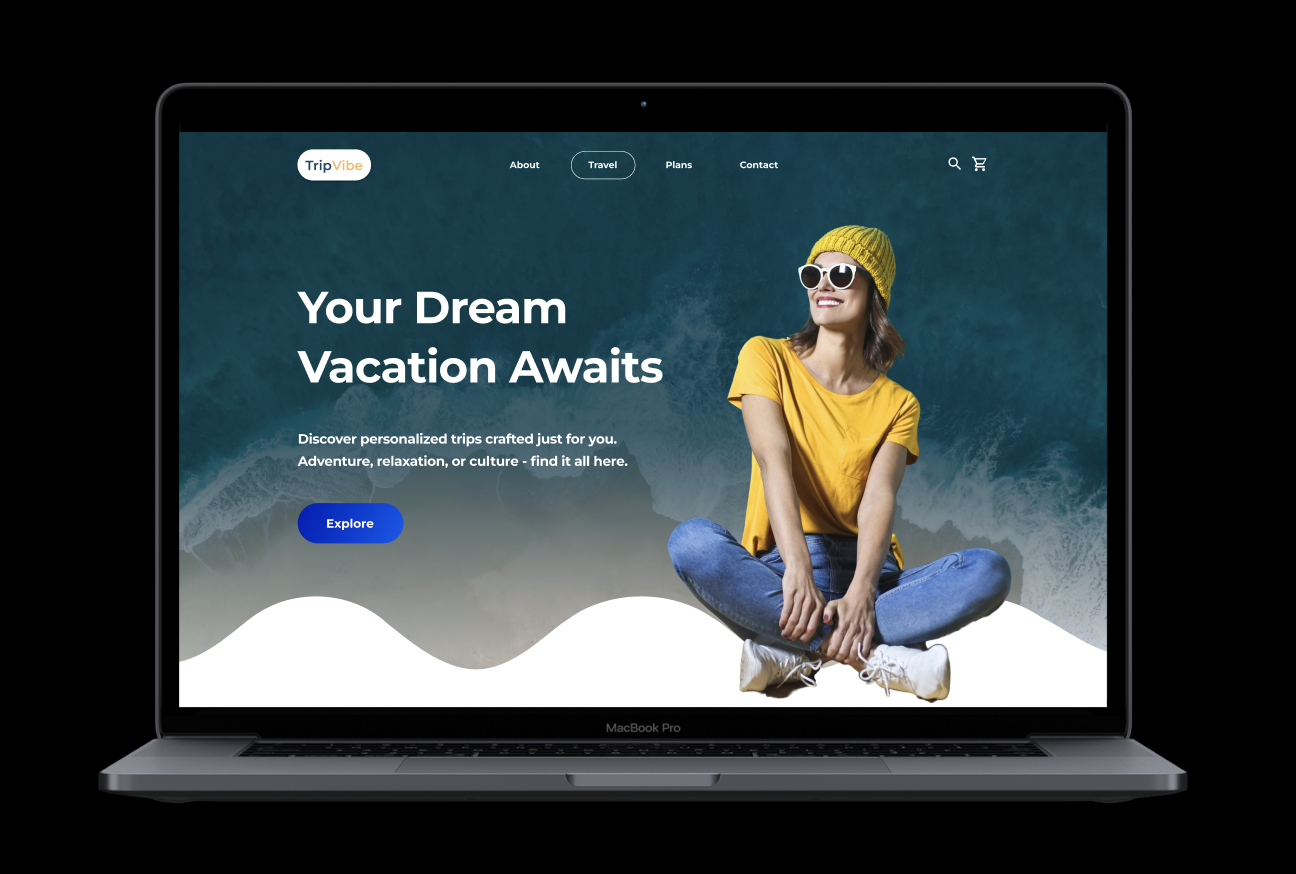 TripVibe
About
Travel
Plans
Contact
Your Dream
Vacation Awaits
Discover personalized trips crafted just for you.
Adventure, relaxation, or culture - find it all here.
Explore
MacBook Pro